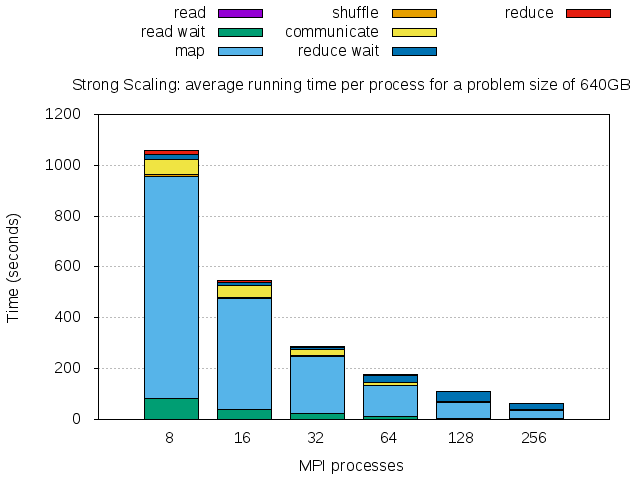 read shuffle reduce
read wait communicate
map reduce wait
Strong Scaling: average running time per process for a problem size of 640GB
1200
1000
800
600
400
200
0
Time (seconds)
8 16 32 64 128 256
MPI processes